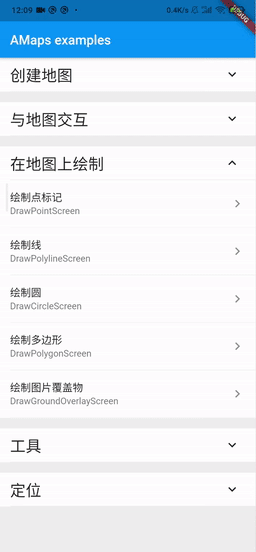 12:09
0.4K/s
DEBUG
AMaps examples
创建地图
与地图交互
在地图上绘制
绘制点标记
DrawPointScreen
绘制线
DrawPolylineScreen
绘制圆
DrawCircleScreen
绘制多边形
DrawPolygonScreen
绘制图片覆盖物
DrawGroundOverlayScreen
工具
定位